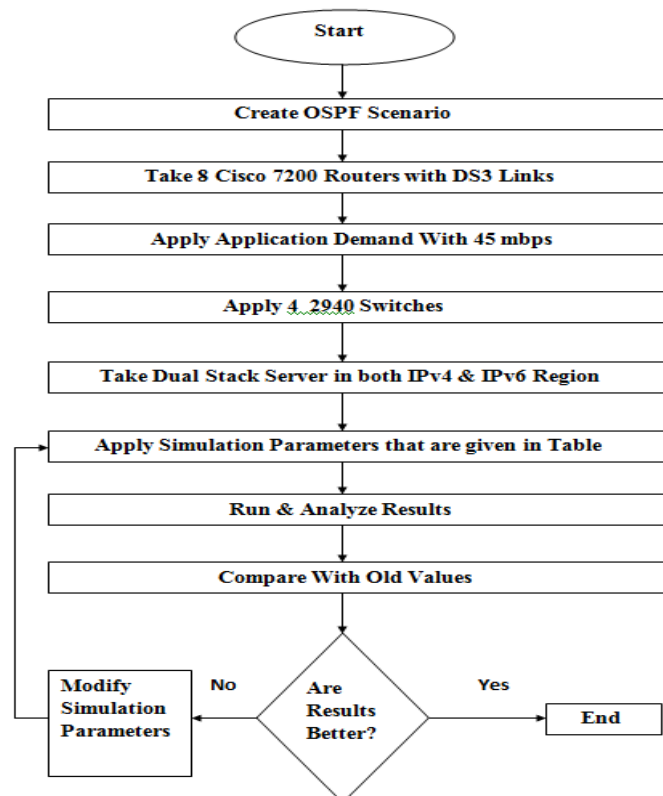 Start
Create OSPF Scenario
Take 8 Cisco 7200 Routers with DS3 Links
Apply Application Demand With 45 mbps
Apply 4 2940 Switches
Take Dual Stack Server in both IPv4 & IPv6 Region
Apply Simulation Parameters that are given in Table
Run & Analyze Results
Compare With Old Values
Modify
Simulation
Parameters
No
Are
Results
Better?
Yes
End